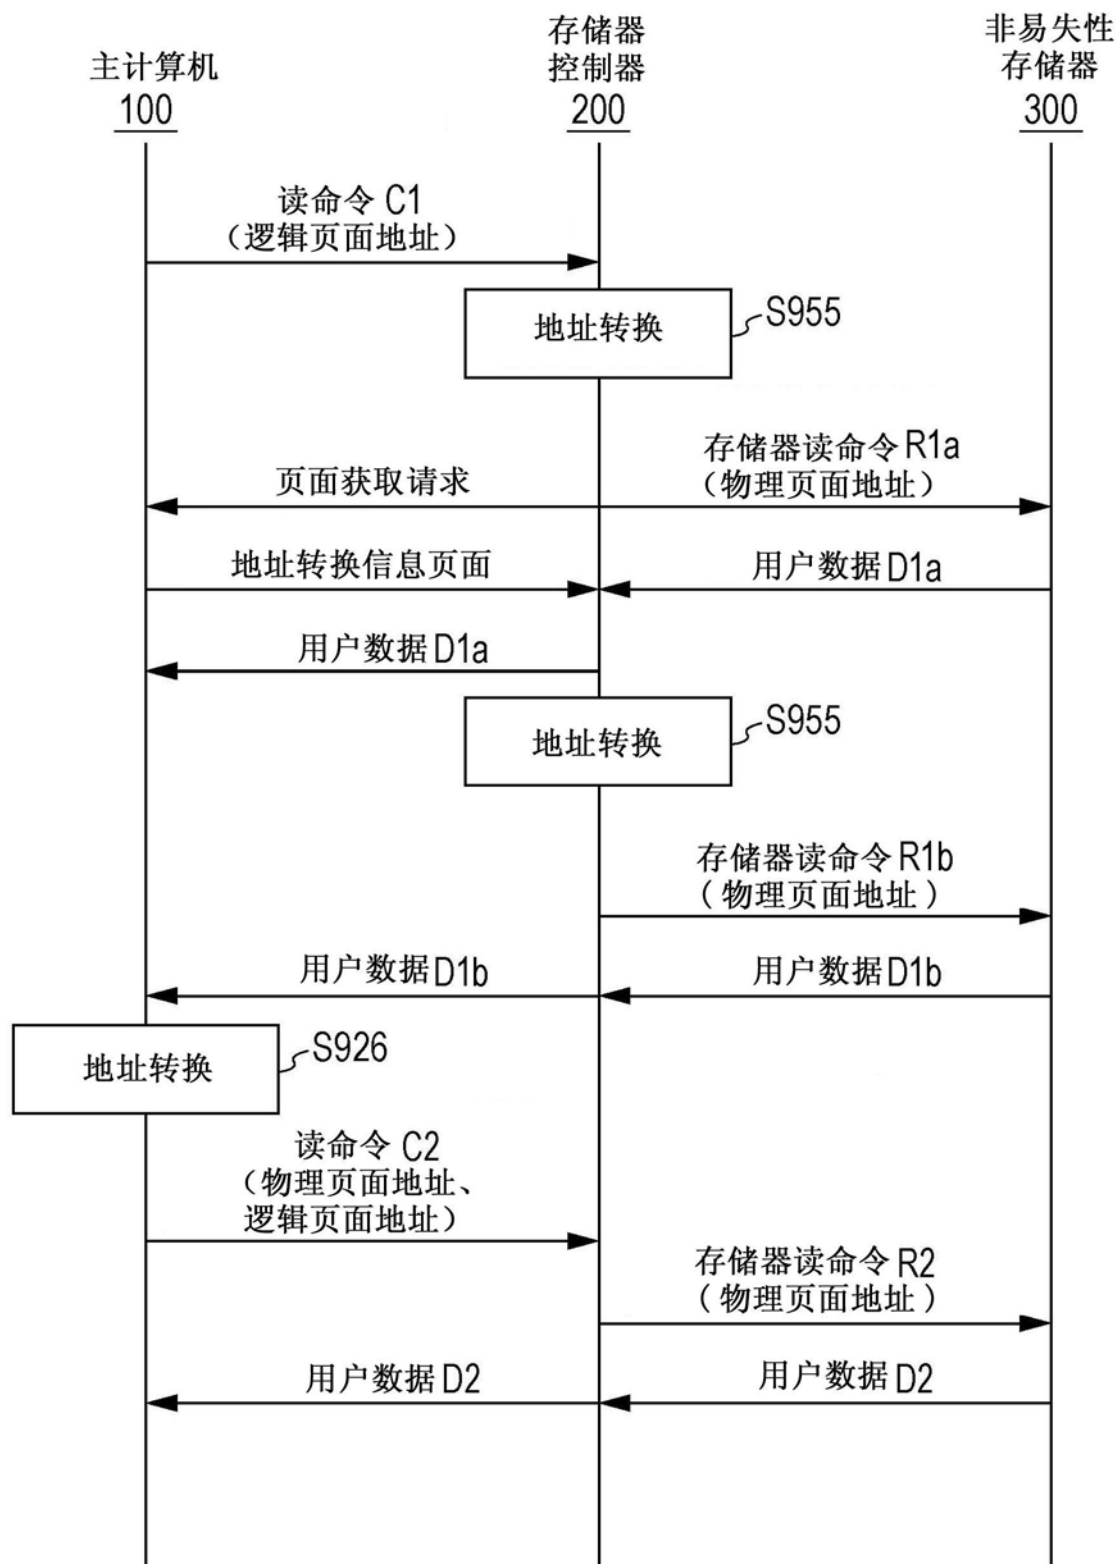 主计算机
100
存储器
控制器
200
非易失性
存储器
300
读命令 C1
（逻辑页面地址）
地址转换
S955
页面获取请求
存储器读命令 R1a
（物理页面地址）
地址转换信息页面
用户数据 D1a
用户数据 D1a
地址转换
S955
存储器读命令 R1b
（物理页面地址）
用户数据 D1b
用户数据 D1b
地址转换
S926
读命令 C2
（物理页面地址、
逻辑页面地址）
存储器读命令 R2
（物理页面地址）
用户数据 D2
用户数据 D2